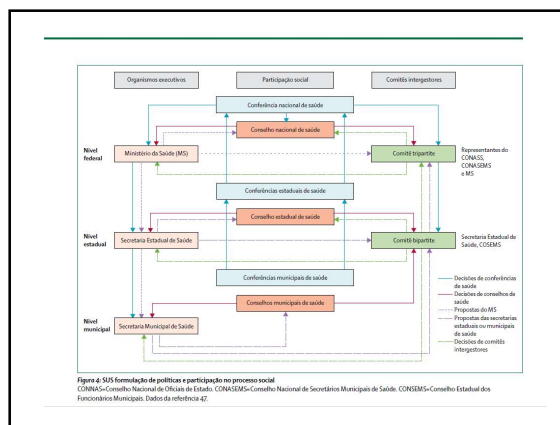 Organismos executivos
Participação social
Comitês intergestores
Conferência nacional de saúde
Conselho nacional de saúde
Nível
federal
Ministério da Saúde (MS)
Comitê tripartite
Representantes do
CONASS,
CONASEMS
e MS
Conferências estaduais de saúde
Conselho estadual de saúde
Nível
estadual
Secretaria Estadual de Saúde
Comitê bipartite
Secretaria Estadual de
Saúde, COSEMS
Conferências municipais de saúde
Conselhos municipais de saúde
Nível
municipal
Secretaria Municipal de Saúde
Decisões de conferências
de saúde
Decisões de conselhos de
saúde
Propostas do MS
Propostas das secretarias
estaduais ou municipais
de saúde
Decisões de comitês
intergestores
Figura 4: SUS formulação de políticas e participação no processo social
CONNAS=Conselho Nacional de Oficiais de Estado. CONASEMS=Conselho Nacional de Secretários Municipais de Saúde. CONSEMS=Conselho Estadual dos
Funcionários Municipais. Dados da referência 47.